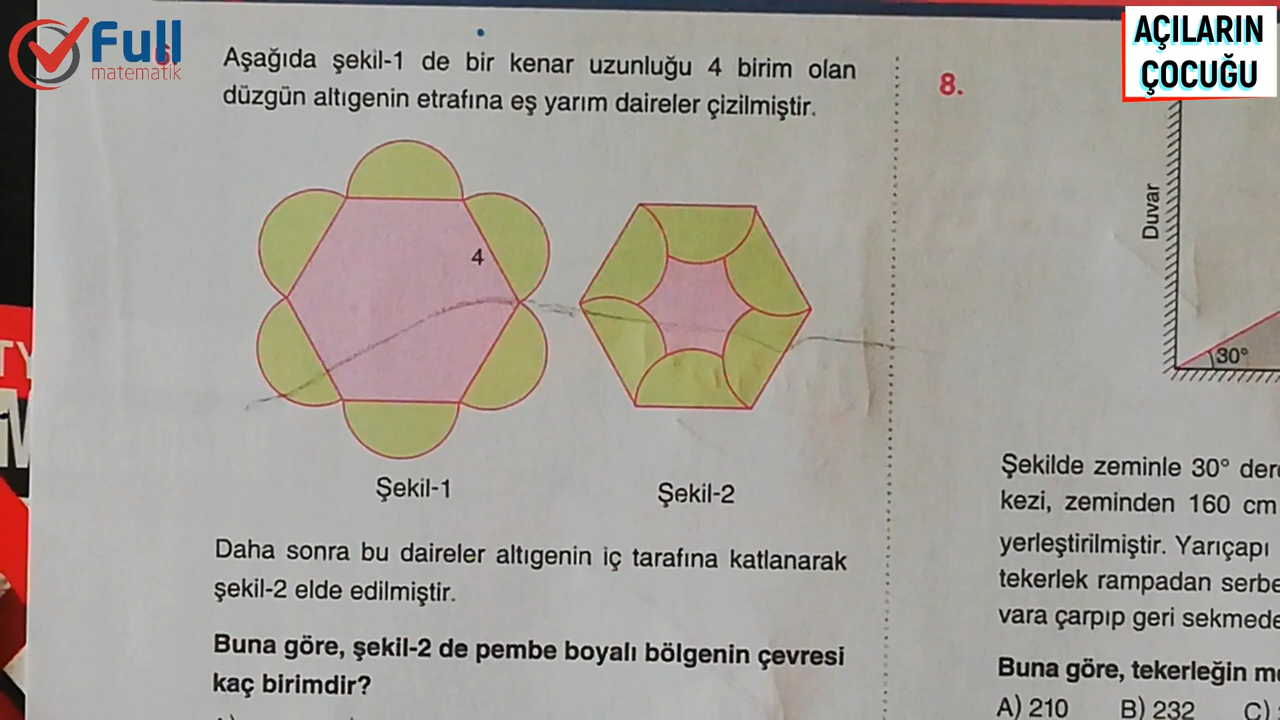 Full
matematik
AÇILARIN
ÇOCUĞU
Aşağıda şekil-1 de bir kenar uzunluğu 4 birim olan
düzgün altıgenin etrafına eş yarım daireler çizilmiştir.
4
Şekil-1
Şekil-2
Daha sonra bu daireler altıgenin iç tarafına katlanarak
şekil-2 elde edilmiştir.
Buna göre, şekil-2 de pembe boyalı bölgenin çevresi
kaç birimdir?
8.
Duvar
30°
Şekilde zeminle 30°
kezi, zeminden 160 cm
yerleştirilmiştir. Yarıçapı
tekerlek rampadan
vara çarpıp geri
Buna göre, tekerleğin
A) 210 B) 232 C)